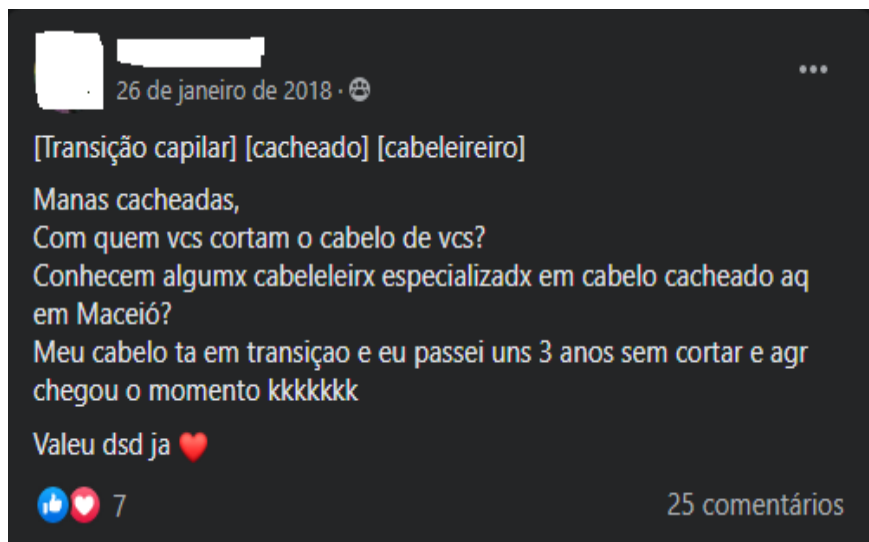 26 de janeiro de 2018 ·
[Transição capilar] [cacheado] [cabeleireiro]
Manas cacheadas,
Com quem vcs cortam o cabelo de vcs?
Conhecem algumx cabeleleirx especializadx em cabelo cacheado aq
em Maceió?
Meu cabelo ta em transiçao e eu passei uns 3 anos sem cortar e agr
chegou o momento kkkkkkk
Valeu dsd ja ❤️
7
25 comentários